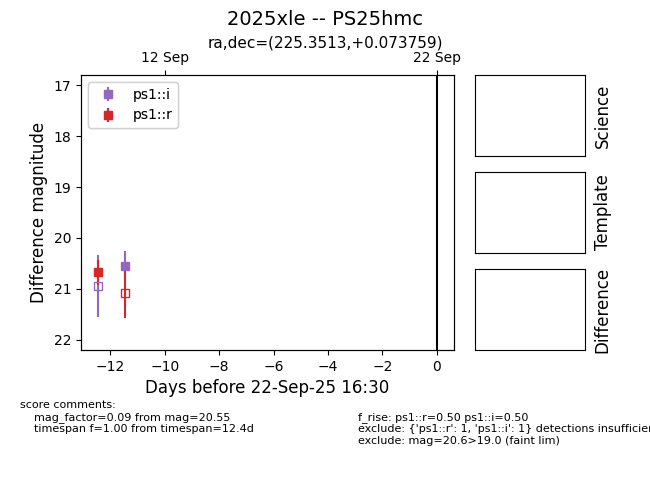 2025xle -- PS25hmc
ra,dec=(225.3513,+0.073759)
12 Sep
22 Sep
ps1::i
ps1::r
17
18
19
20
21
22
Difference magnitude
−12
−10
−8
−6
−4
−2
0
Days before 22-Sep-25 16:30
Science
Template
Difference
score comments:
mag_factor=0.09 from mag=20.55
timespan f=1.00 from timespan=12.4d
f_rise: ps1::r=0.50 ps1::i=0.50
exclude: {'ps1::r': 1, 'ps1::i': 1} detections insufficien
exclude: mag=20.6>19.0 (faint lim)